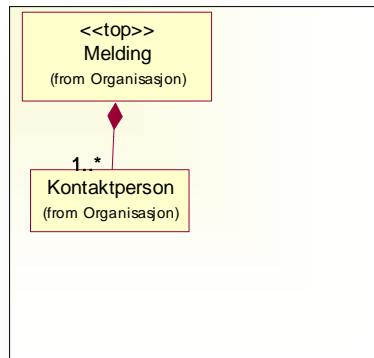 <<top>>
Melding
(from Organisasjon)
1..*
Kontaktperson
(from Organisasjon)